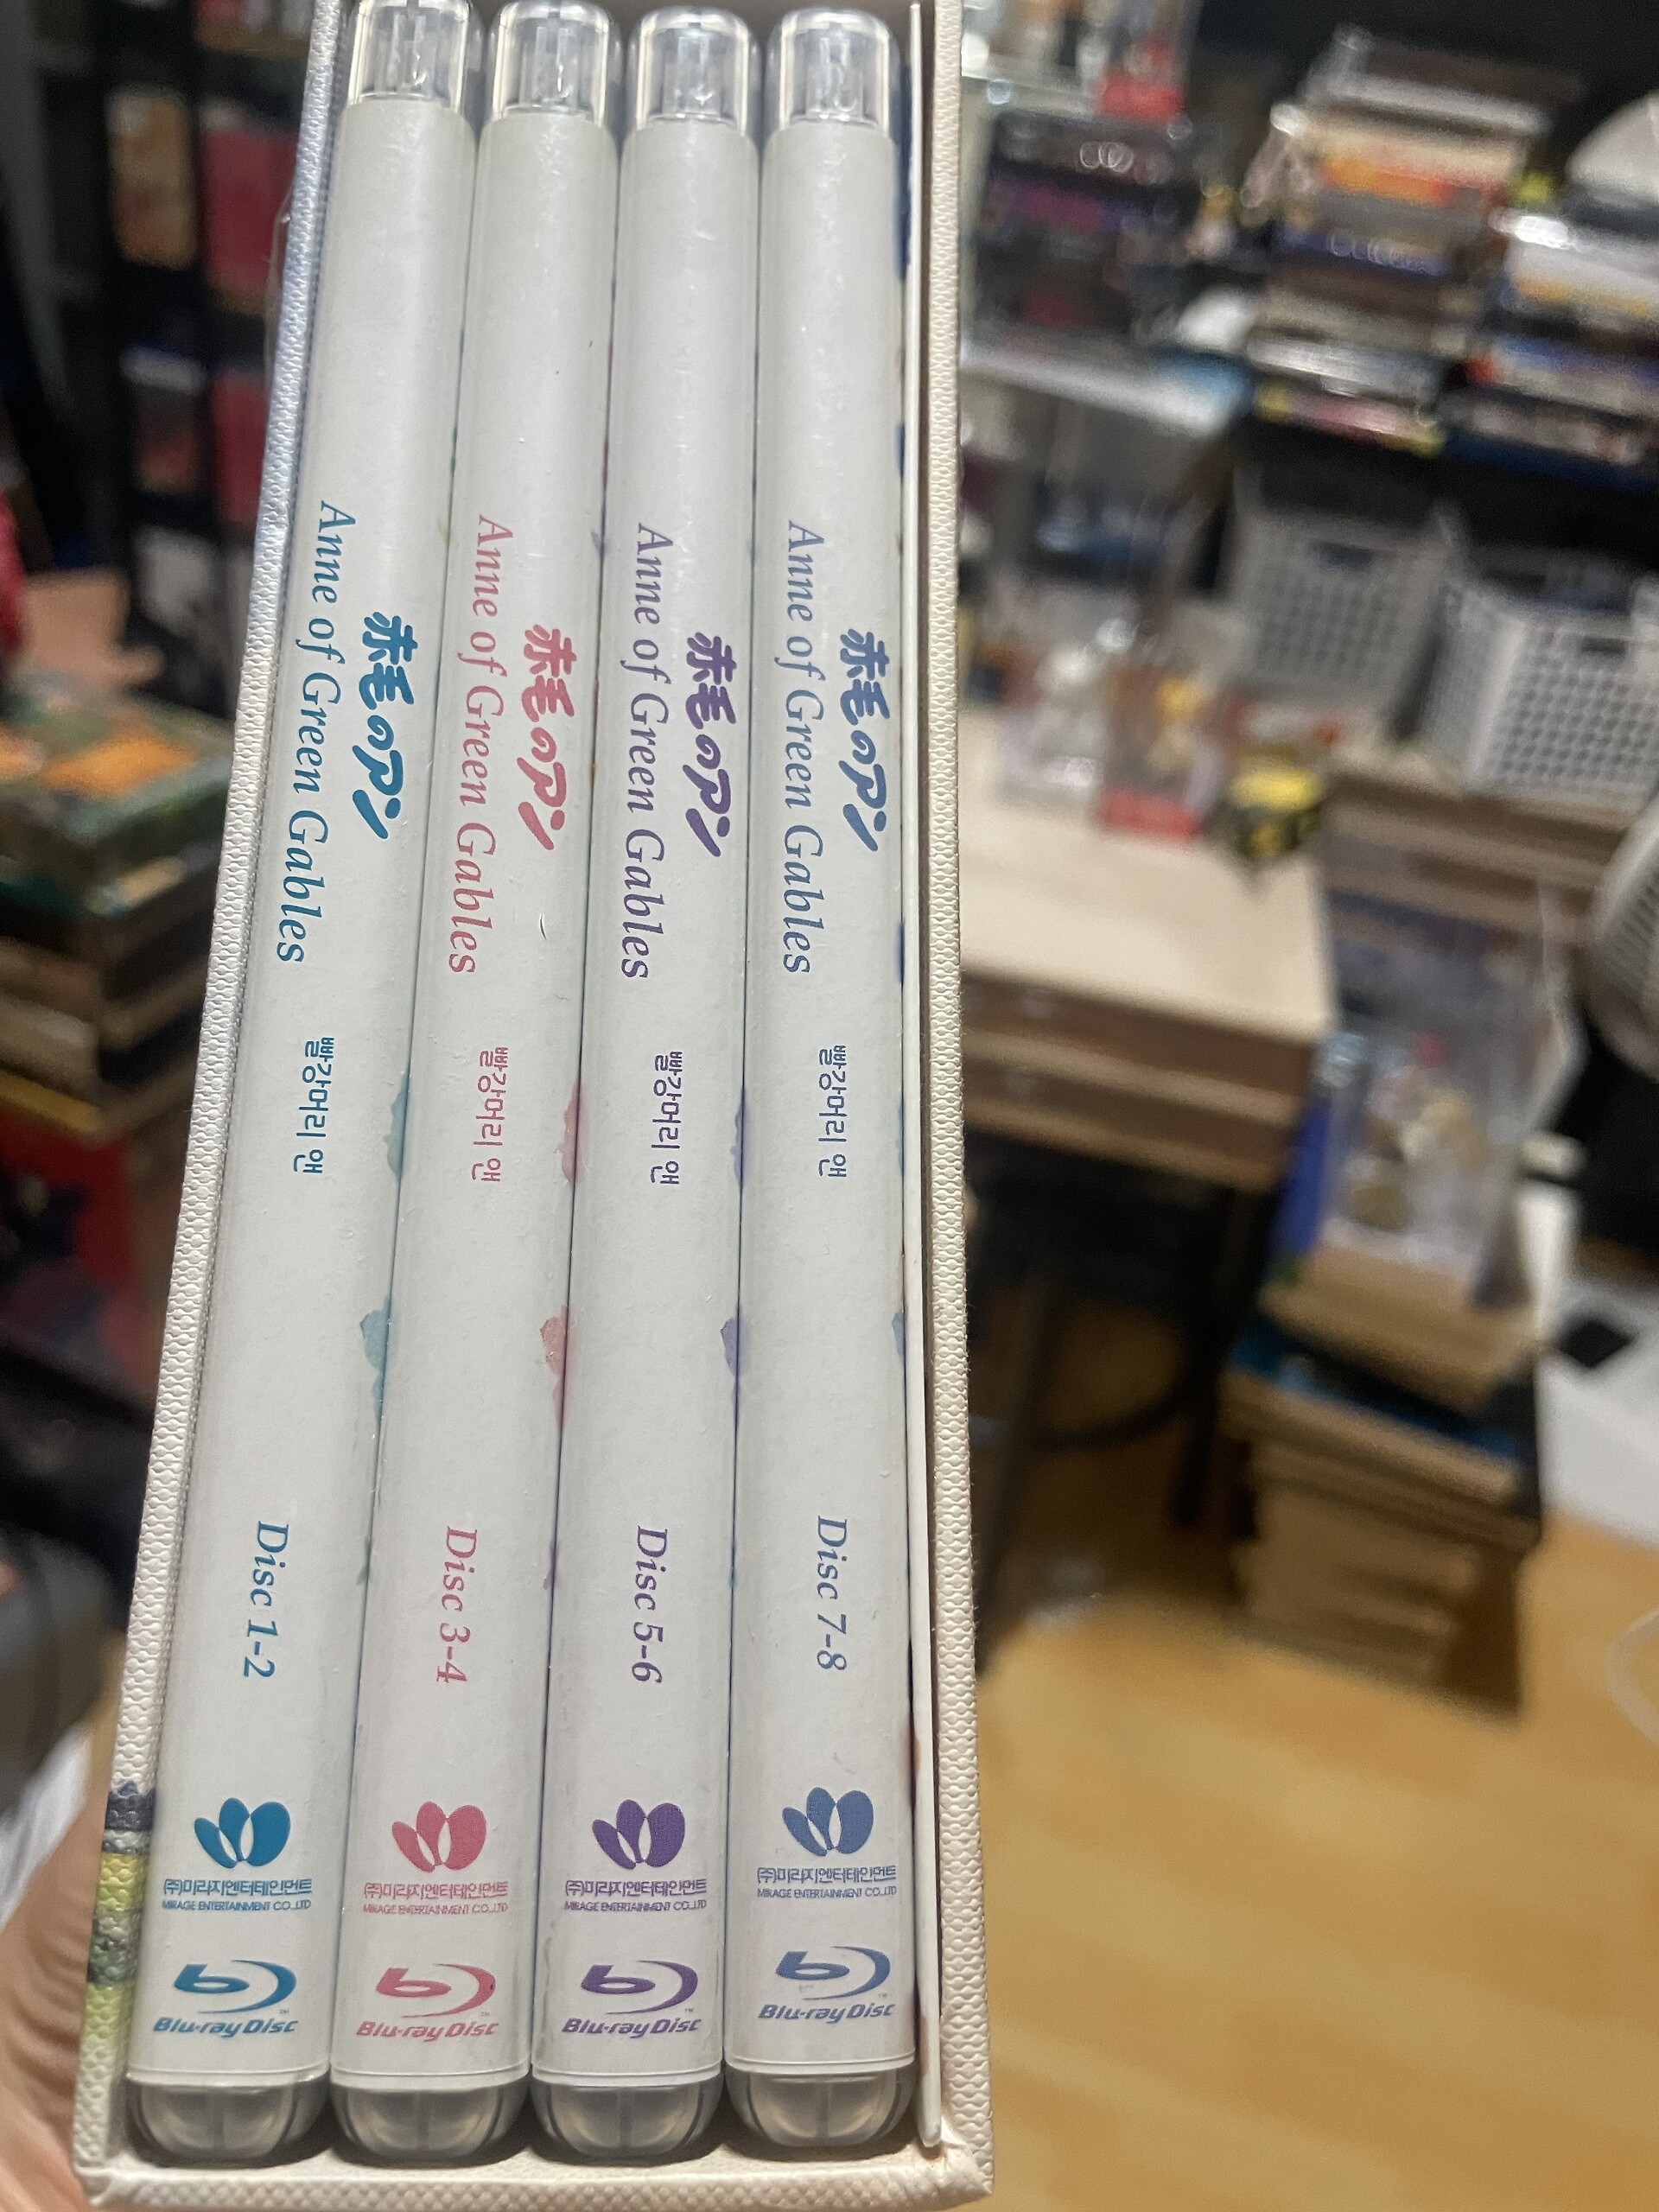 赤毛のアン
Anne of Green Gables
빨강머리 앤
Disc 1-2
(주)미라지엔터테인먼트
MIRAGE ENTERTAINMENT CO.,LTD
Blu-ray Disc
赤毛のアン
Anne of Green Gables
빨강머리 앤
Disc 3-4
(주)미라지엔터테인먼트
MIRAGE ENTERTAINMENT CO.,LTD
Blu-ray Disc
赤毛のアン
Anne of Green Gables
빨강머리 앤
Disc 5-6
(주)미라지엔터테인먼트
MIRAGE ENTERTAINMENT CO.,LTD
Blu-ray Disc
赤毛のアン
Anne of Green Gables
빨강머리 앤
Disc 7-8
(주)미라지엔터테인먼트
MIRAGE ENTERTAINMENT CO.,LTD
Blu-ray Disc